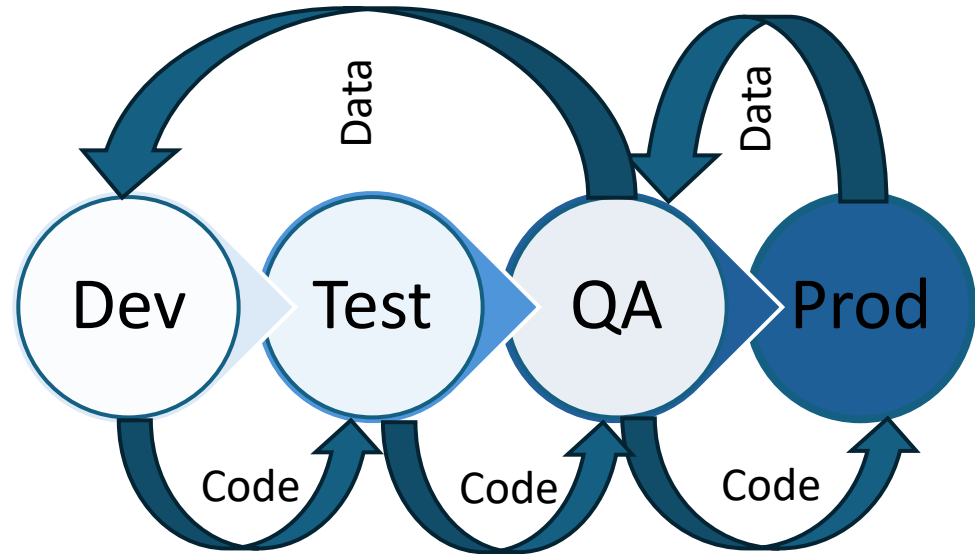 Data
Data
Dev
Test
QA
Prod
Code
Code
Code